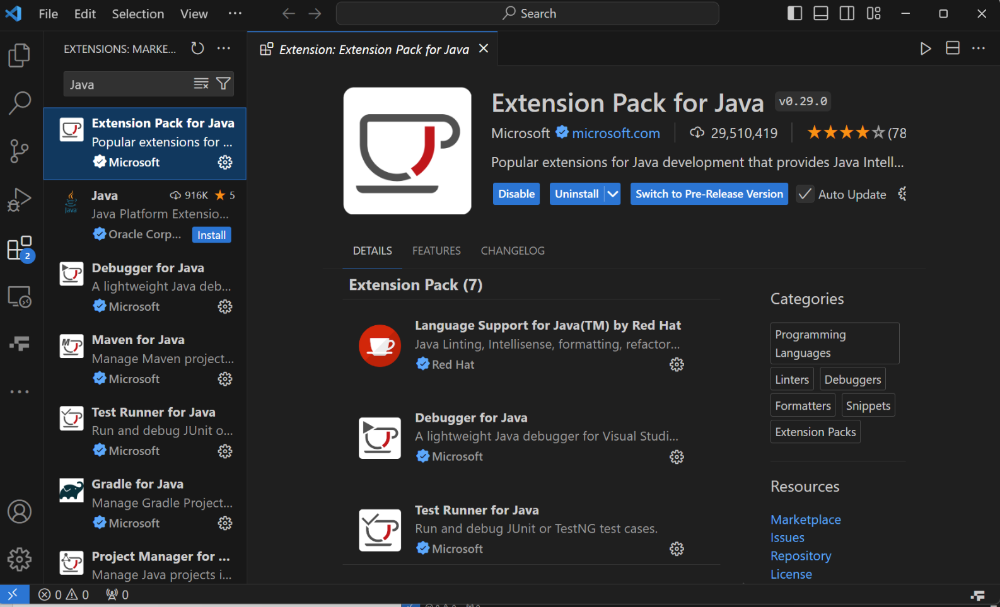 File Edit Selection View ··· Search
EXTENSIONS: MARKE...
Java
Extension Pack for Java
Popular extensions for ...
Microsoft
Java 916K 5
Java Platform Extensio...
Oracle Corp... Install
Java
Debugger for Java
A lightweight Java deb...
Microsoft
Maven for Java
Manage Maven project...
Microsoft
Test Runner for Java
Run and debug JUnit o...
Microsoft
Gradle for Java
Manage Gradle Project...
Microsoft
Project Manager for ...
Manage Java projects i...
2
Extension: Extension Pack for Java
Extension Pack for Java v0.29.0
Microsoft microsoft.com 29,510,419 (78
Popular extensions for Java development that provides Java Intell...
Disable Uninstall Switch to Pre-Release Version Auto Update
DETAILS FEATURES CHANGELOG
Extension Pack (7)
Language Support for Java(TM) by Red Hat
Java Linting, Intellisense, formatting, refactor...
Red Hat
Debugger for Java
A lightweight Java debugger for Visual Studi...
Microsoft
Test Runner for Java
Run and debug JUnit or TestNG test cases.
Microsoft
Categories
Programming
Languages
Linters Debuggers
Formatters Snippets
Extension Packs
Resources
Marketplace
Issues
Repository
License
0 0 0